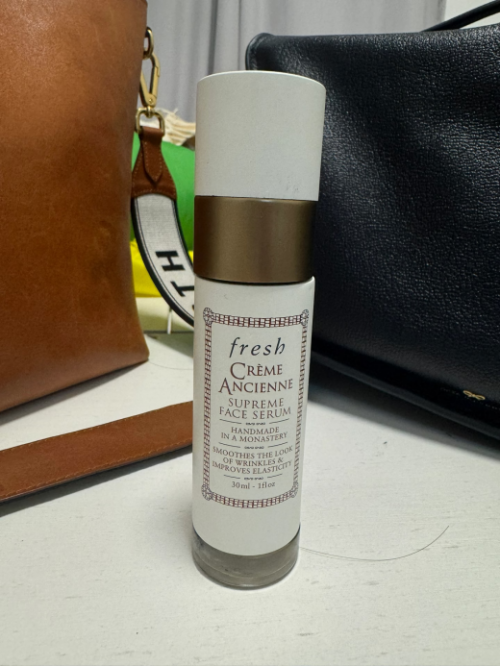 fresh
CRÈME
ANCIENNE
SUPREME
FACE SERUM
HANDMADE
IN A MONASTERY
SMOOTHES THE LOOK
OF WRINKLES &
IMPROVES ELASTICITY
30ml - 1fl oz
TH